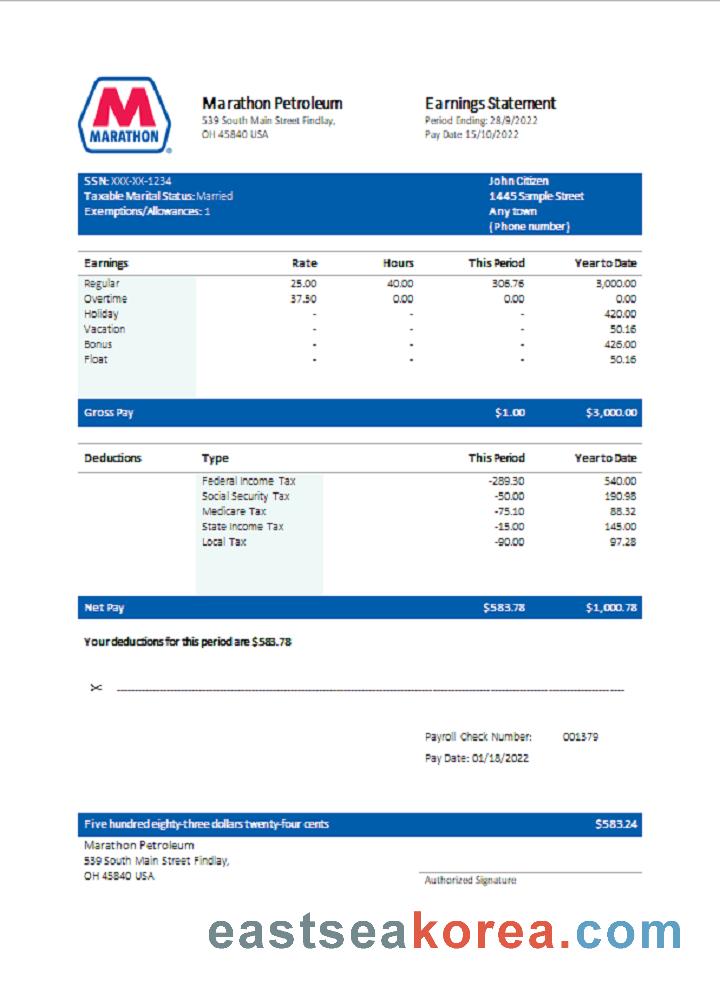 M
MARATHON
Marathon Petroleum
539 South Main Street Findlay,
OH 45840 USA
Earnings Statement
Period Ending: 28/9/2022
Pay Date 15/10/2022
SSN: XXX-XX-1234
Taxable Marital Status: Married
Exemptions/Allowances: 1
John Citizen
1445 Sample Street
Any town
(Phone number)
Earnings Rate Hours This Period Year to Date
Regular 25.00 40.00 306.76 3,000.00
Overtime 37.50 0.00 0.00 0.00
Holiday - - - 420.00
Vacation - - - 50.16
Bonus - - - 426.00
Float - - - 50.16
Gross Pay $1.00 $3,000.00
Deductions Type This Period Year to Date
Federal Income Tax -289.30 540.00
Social Security Tax -50.00 190.98
Medicare Tax -75.10 88.32
State Income Tax -15.00 145.00
Local Tax -90.00 97.28
Net Pay $583.78 $1,000.78
Your deductions for this period are $583.78
Payroll Check Number: 001379
Pay Date: 01/18/2022
Five hundred eighty-three dollars twenty-four cents $583.24
Marathon Petroleum
539 South Main Street Findlay,
OH 45840 USA
Authorized Signature
eastseakorea.com